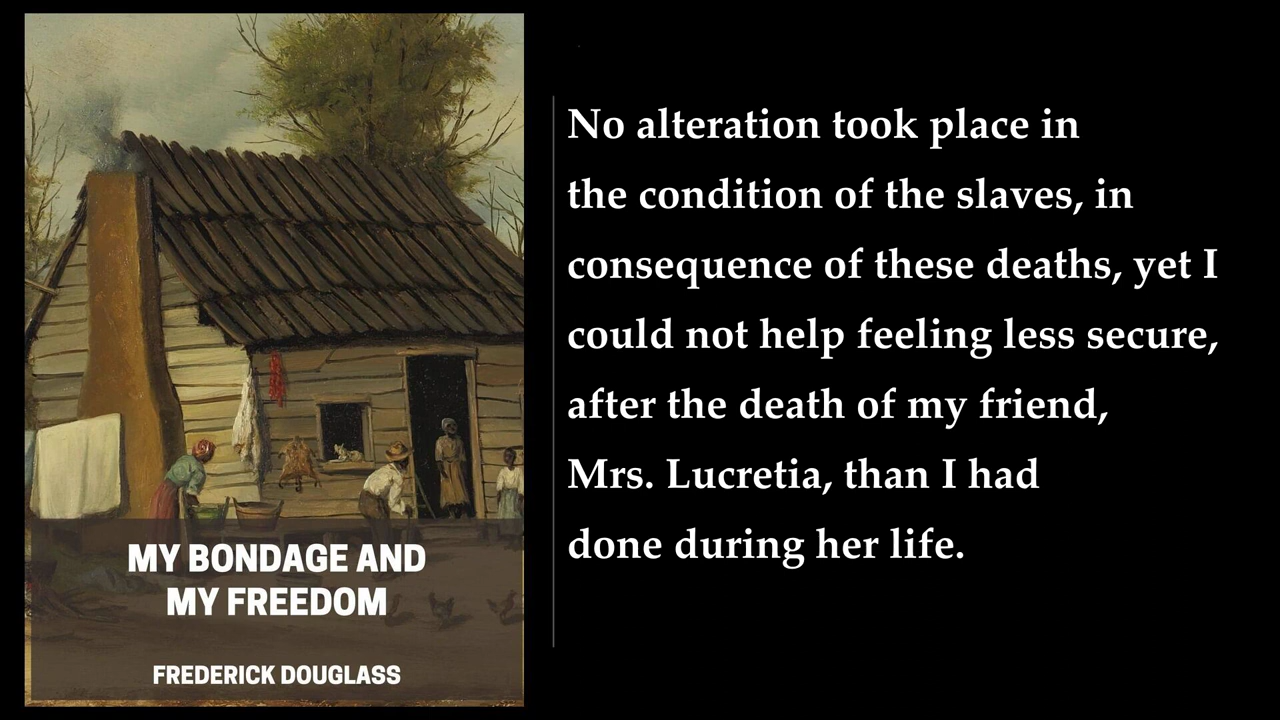 No alteration took place in
the condition of the slaves, in
consequence of these deaths, yet I
could not help feeling less secure,
after the death of my friend,
Mrs. Lucretia, than I had
done during her life.
MY BONDAGE AND
MY FREEDOM
FREDERICK DOUGLASS